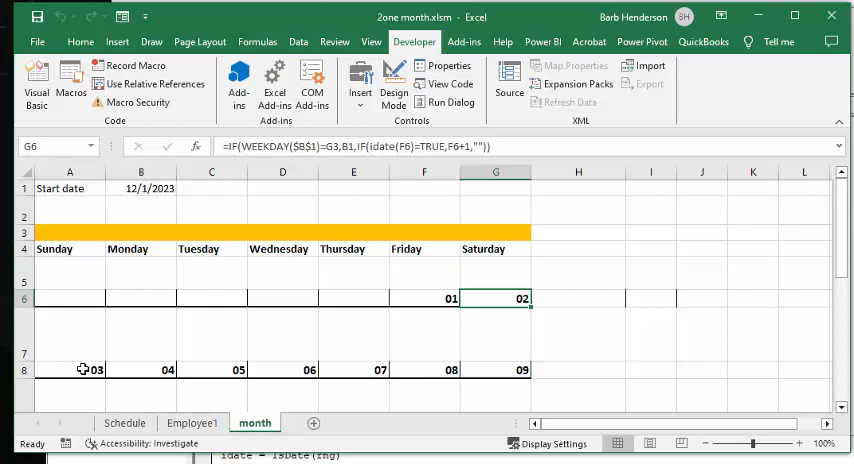 2one month.xlsm - Excel Barb Henderson BH
File Home Insert Draw Page Layout Formulas Data Review View Developer Add-ins Help Power BI Acrobat Power Pivot QuickBooks Tell me
Record Macro Properties Map Properties Import
Use Relative References View Code Expansion Packs Export
Macro Security Run Dialog Refresh Data
Visual Basic Macros Add-ins Excel Add-ins COM Add-ins Insert Design Mode Source
Code Add-ins Controls XML
G6 fx =IF(WEEKDAY($B$1)=G3,B1,IF(idate(F6)=TRUE,F6+1,""))
A B C D E F G H I J K L
1 Start date 12/1/2023
2
3
4 Sunday Monday Tuesday Wednesday Thursday Friday Saturday
5
6 01 02
7
8 03 04 05 06 07 08 09
Schedule Employee1 month
Ready Accessibility: Investigate Display Settings 100%
idate = IsDate(rng)